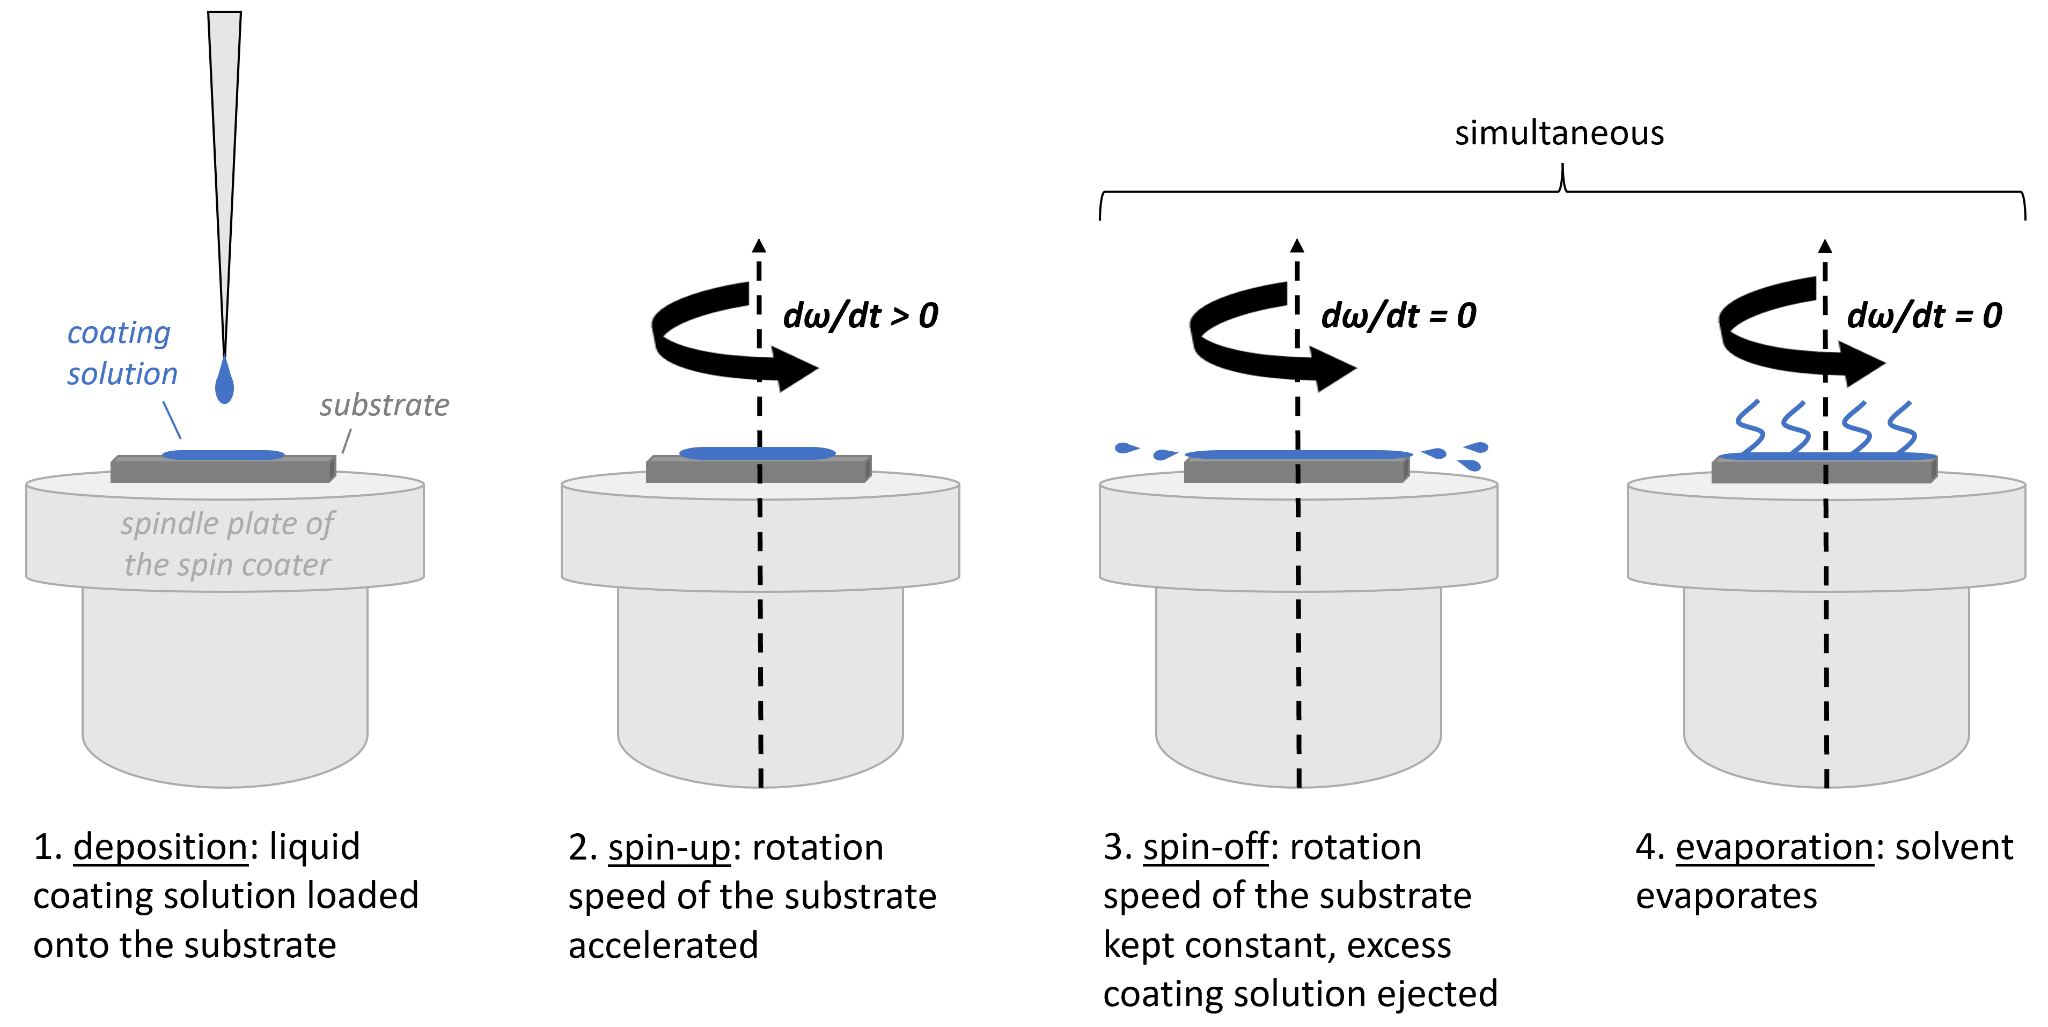 simultaneous
coating
solution
substrate
spindle plate of
the spin coater
dω/dt > 0
dω/dt = 0
dω/dt = 0
1. deposition: liquid
coating solution loaded
onto the substrate
2. spin-up: rotation
speed of the substrate
accelerated
3. spin-off: rotation
speed of the substrate
kept constant, excess
coating solution ejected
4. evaporation: solvent
evaporates